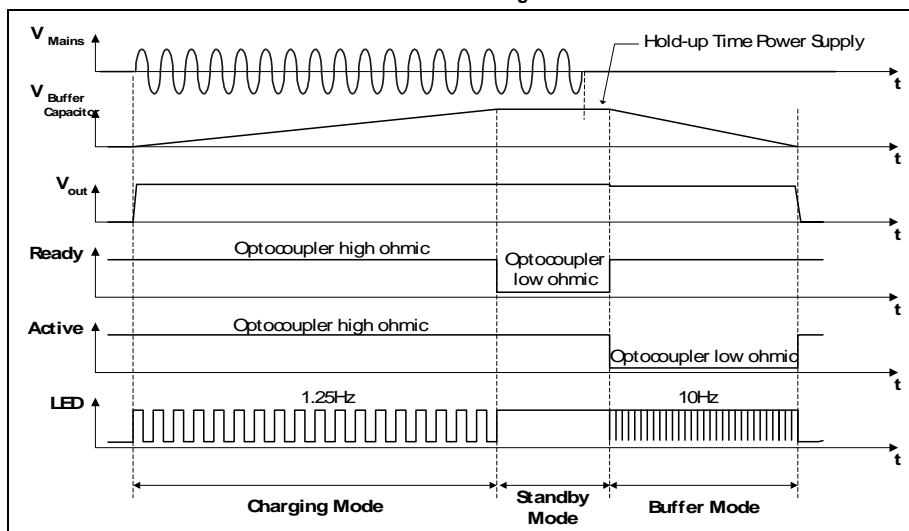 V Mains
t
Hold-up Time Power Supply
V Buffer
Capacitor
t
V out
t
Ready
Optocoupler high ohmic
Optocoupler
low ohmic
t
Active
Optocoupler high ohmic
Optocoupler low ohmic
t
LED
1.25Hz
10Hz
t
Charging Mode
Standby
Mode
Buffer Mode